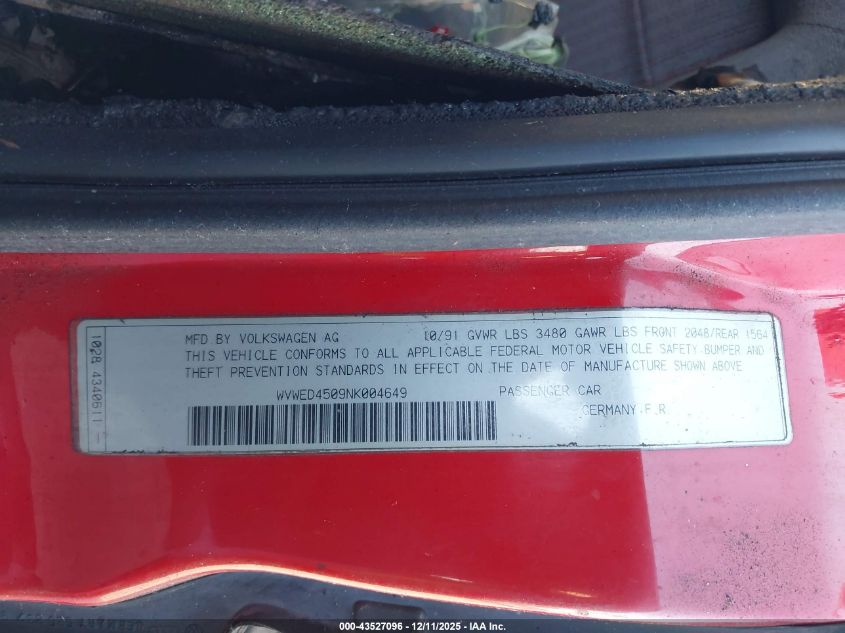 MFD.BY VOLKSWAGEN AG 10/91 GVWR LBS 3480 GAWR LBS FRONT 2048/REAR 1564
THIS VEHICLE CONFORMS TO ALL APPLICABLE FEDERAL MOTOR VEHICLE SAFETY BUMPER AND
THEFT PREVENTION STANDARDS IN EFFECT ON THE DATE OF MANUFACTURE SHOWN ABOVE
WVWED4509NK004649 PASSENGER CAR
GERMANY F.R
102B 4340611
000-43527096 - 12/11/2025 - IAA Inc.